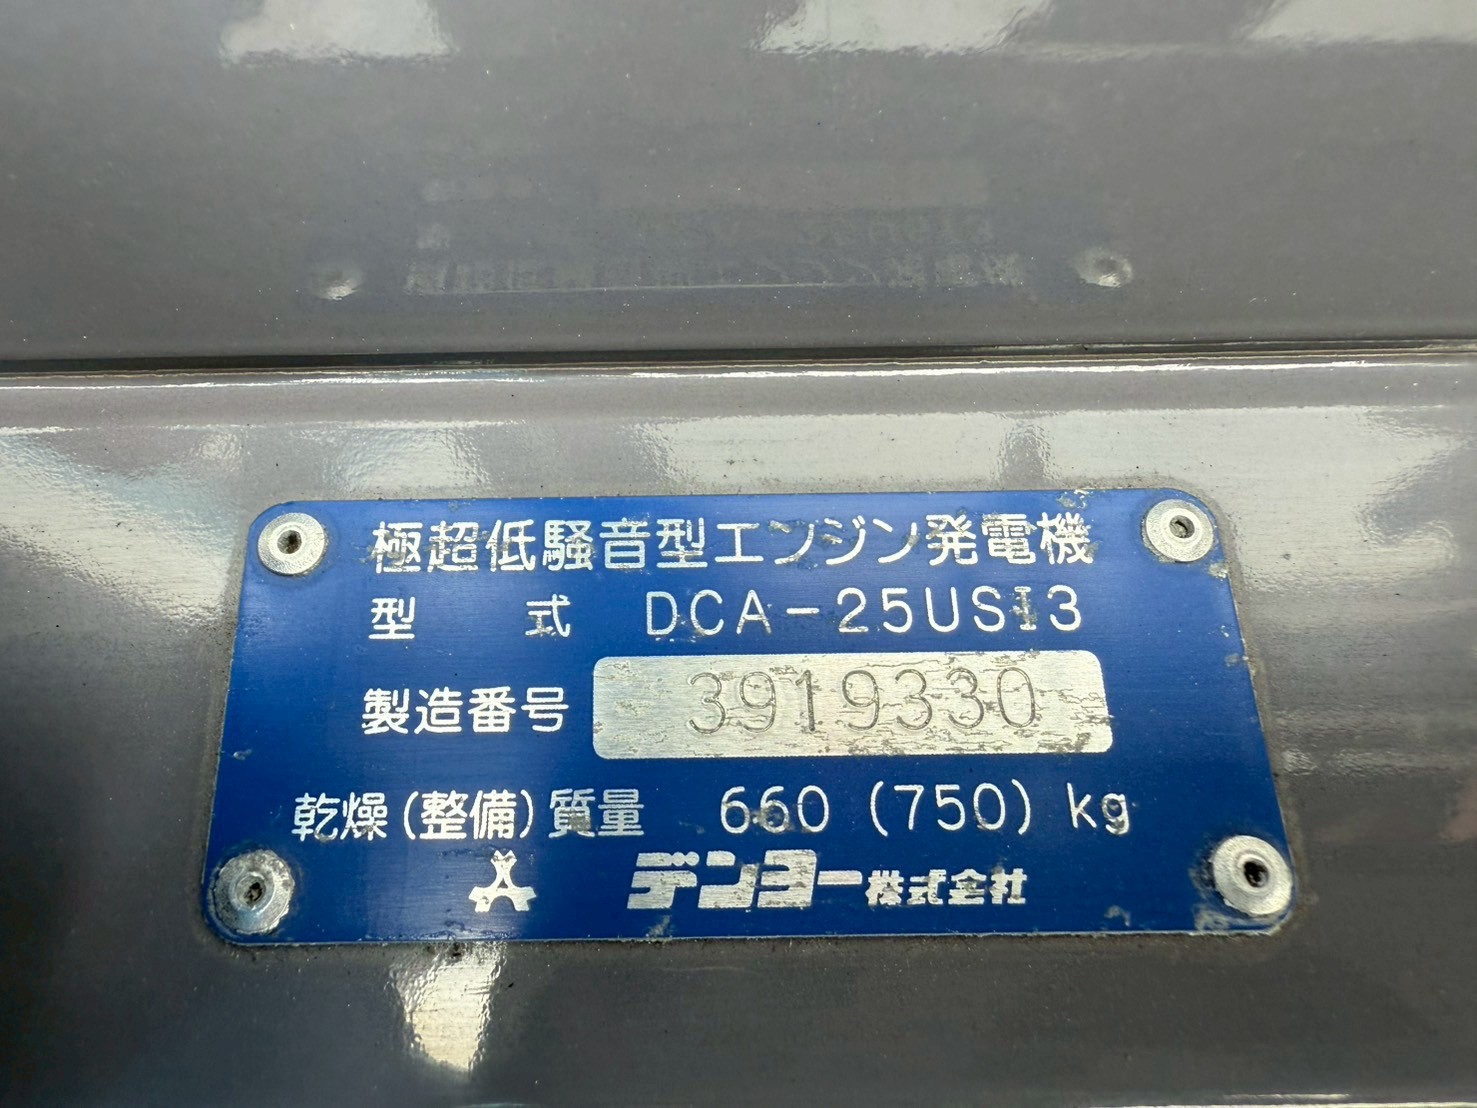 極超低騒音型エンジン発電機
型 式 DCA-25USI3
製造番号 3919330
乾燥(整備)質量 660(750)kg
デンヨー株式会社